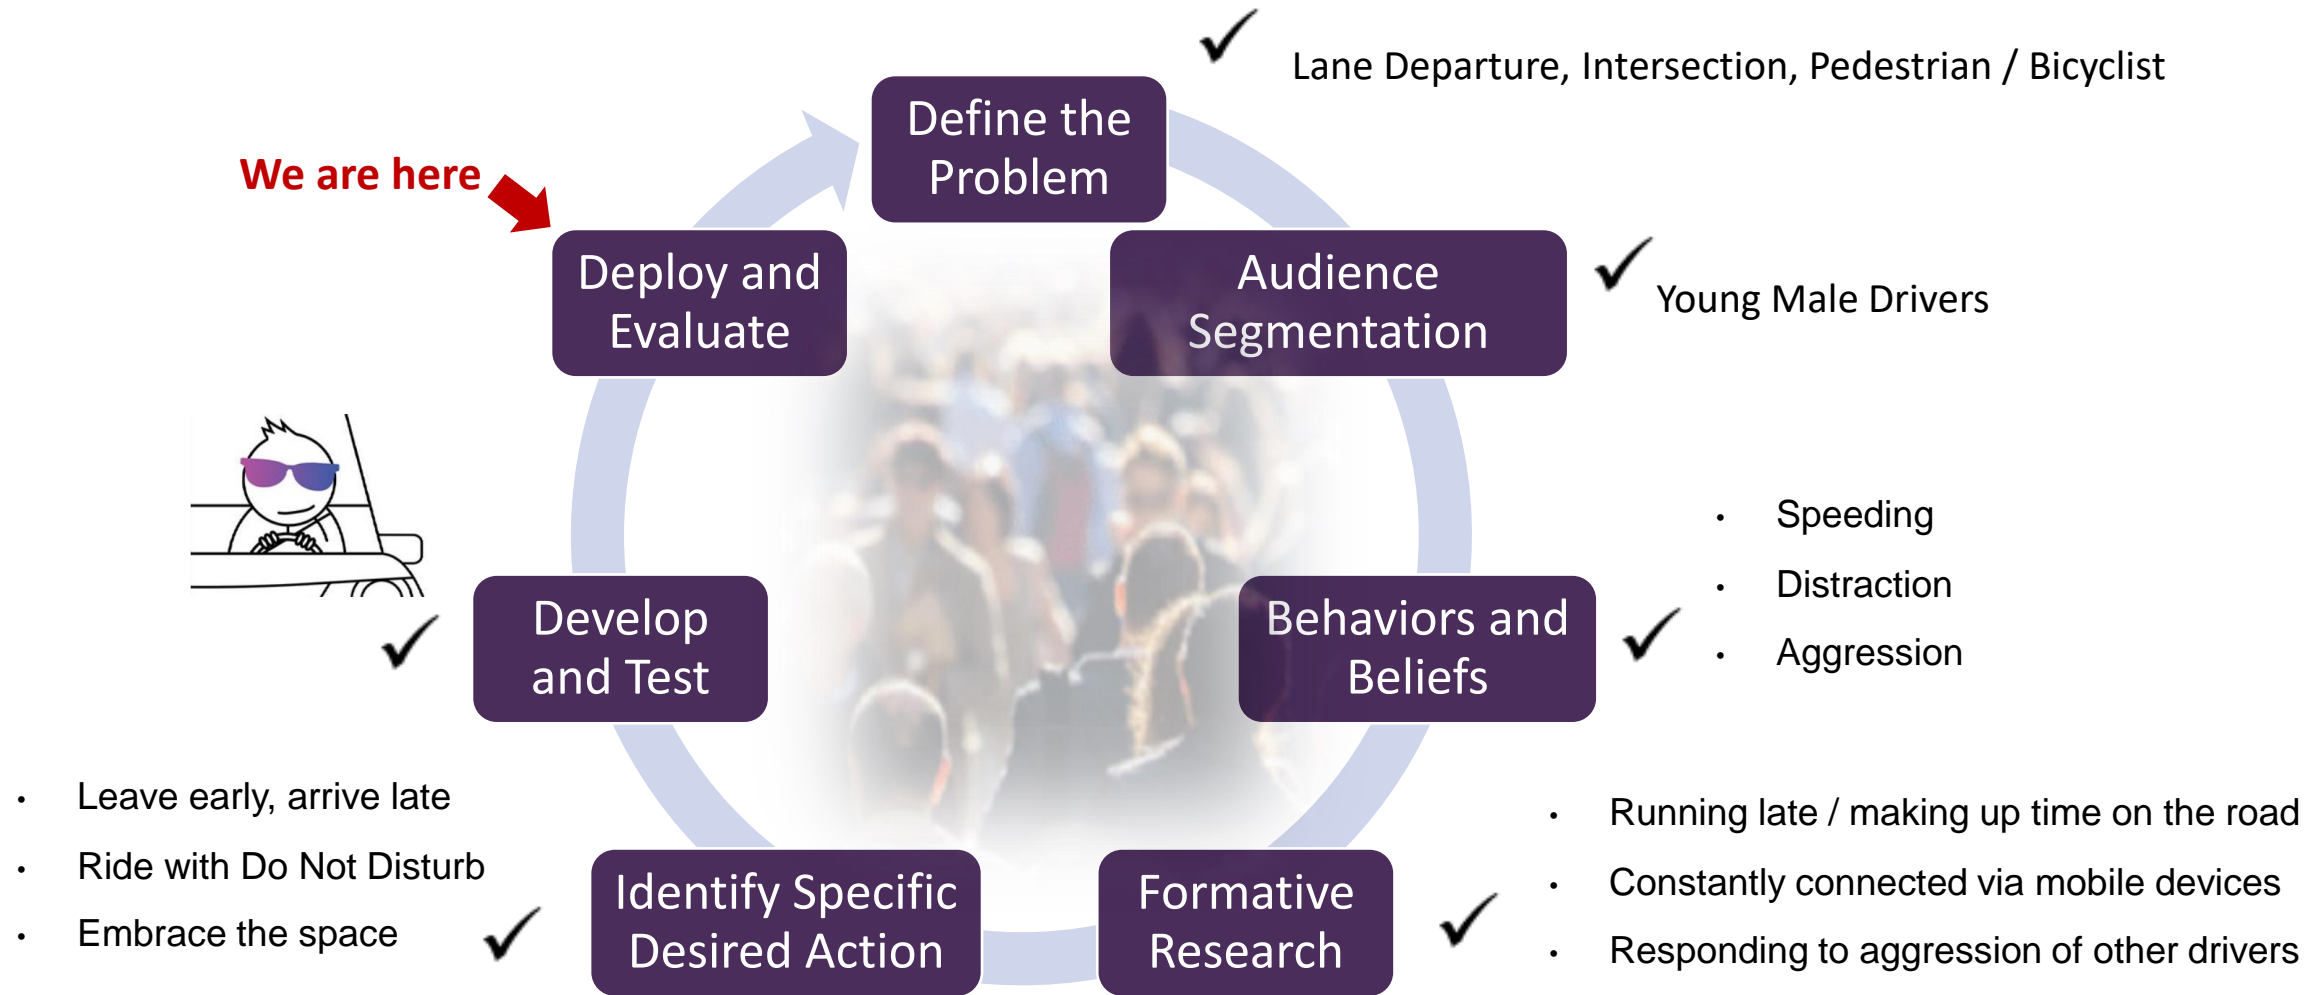 Lane Departure, Intersection, Pedestrian / Bicyclist
Define the
Problem
We are here
Deploy and
Evaluate
Audience
Segmentation
Young Male Drivers
• Speeding
• Distraction
• Aggression
Behaviors and
Beliefs
Develop
and Test
• Leave early, arrive late
• Ride with Do Not Disturb
• Embrace the space
Identify Specific
Desired Action
Formative
Research
• Running late / making up time on the road
• Constantly connected via mobile devices
• Responding to aggression of other drivers